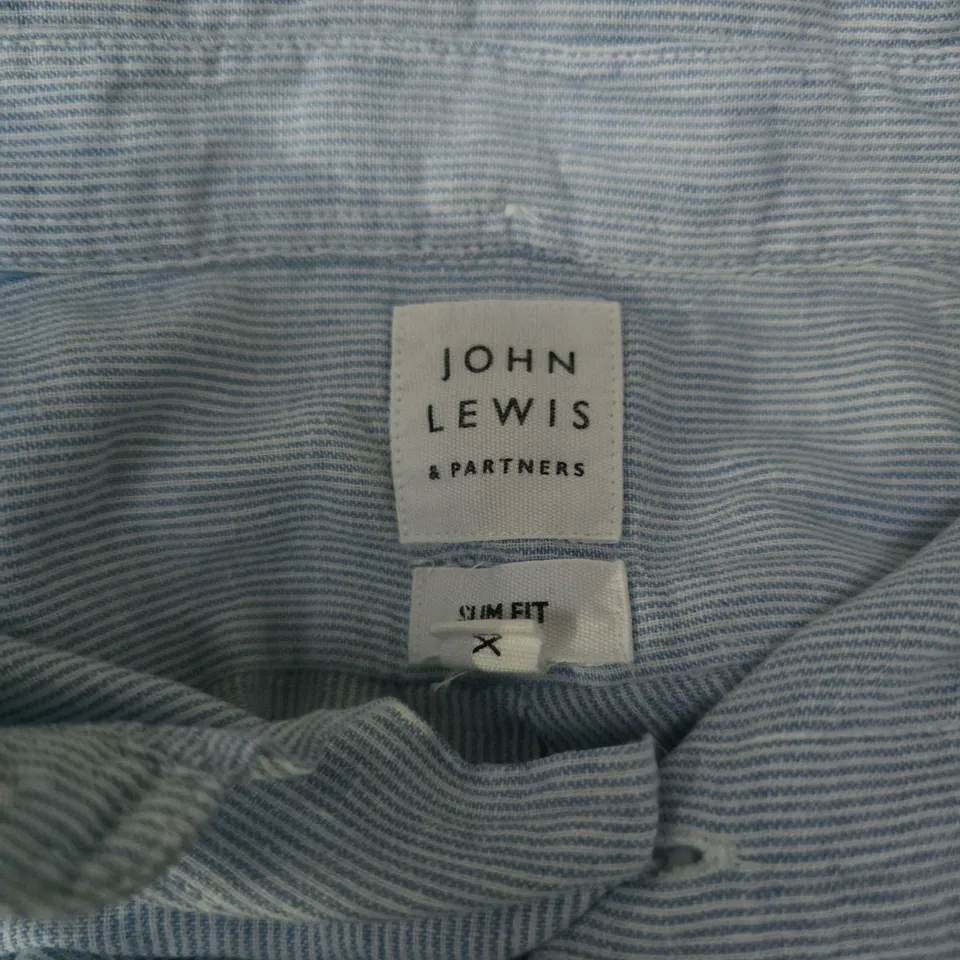 JOHN
LEWIS
& PARTNERS
SLIM FIT
X